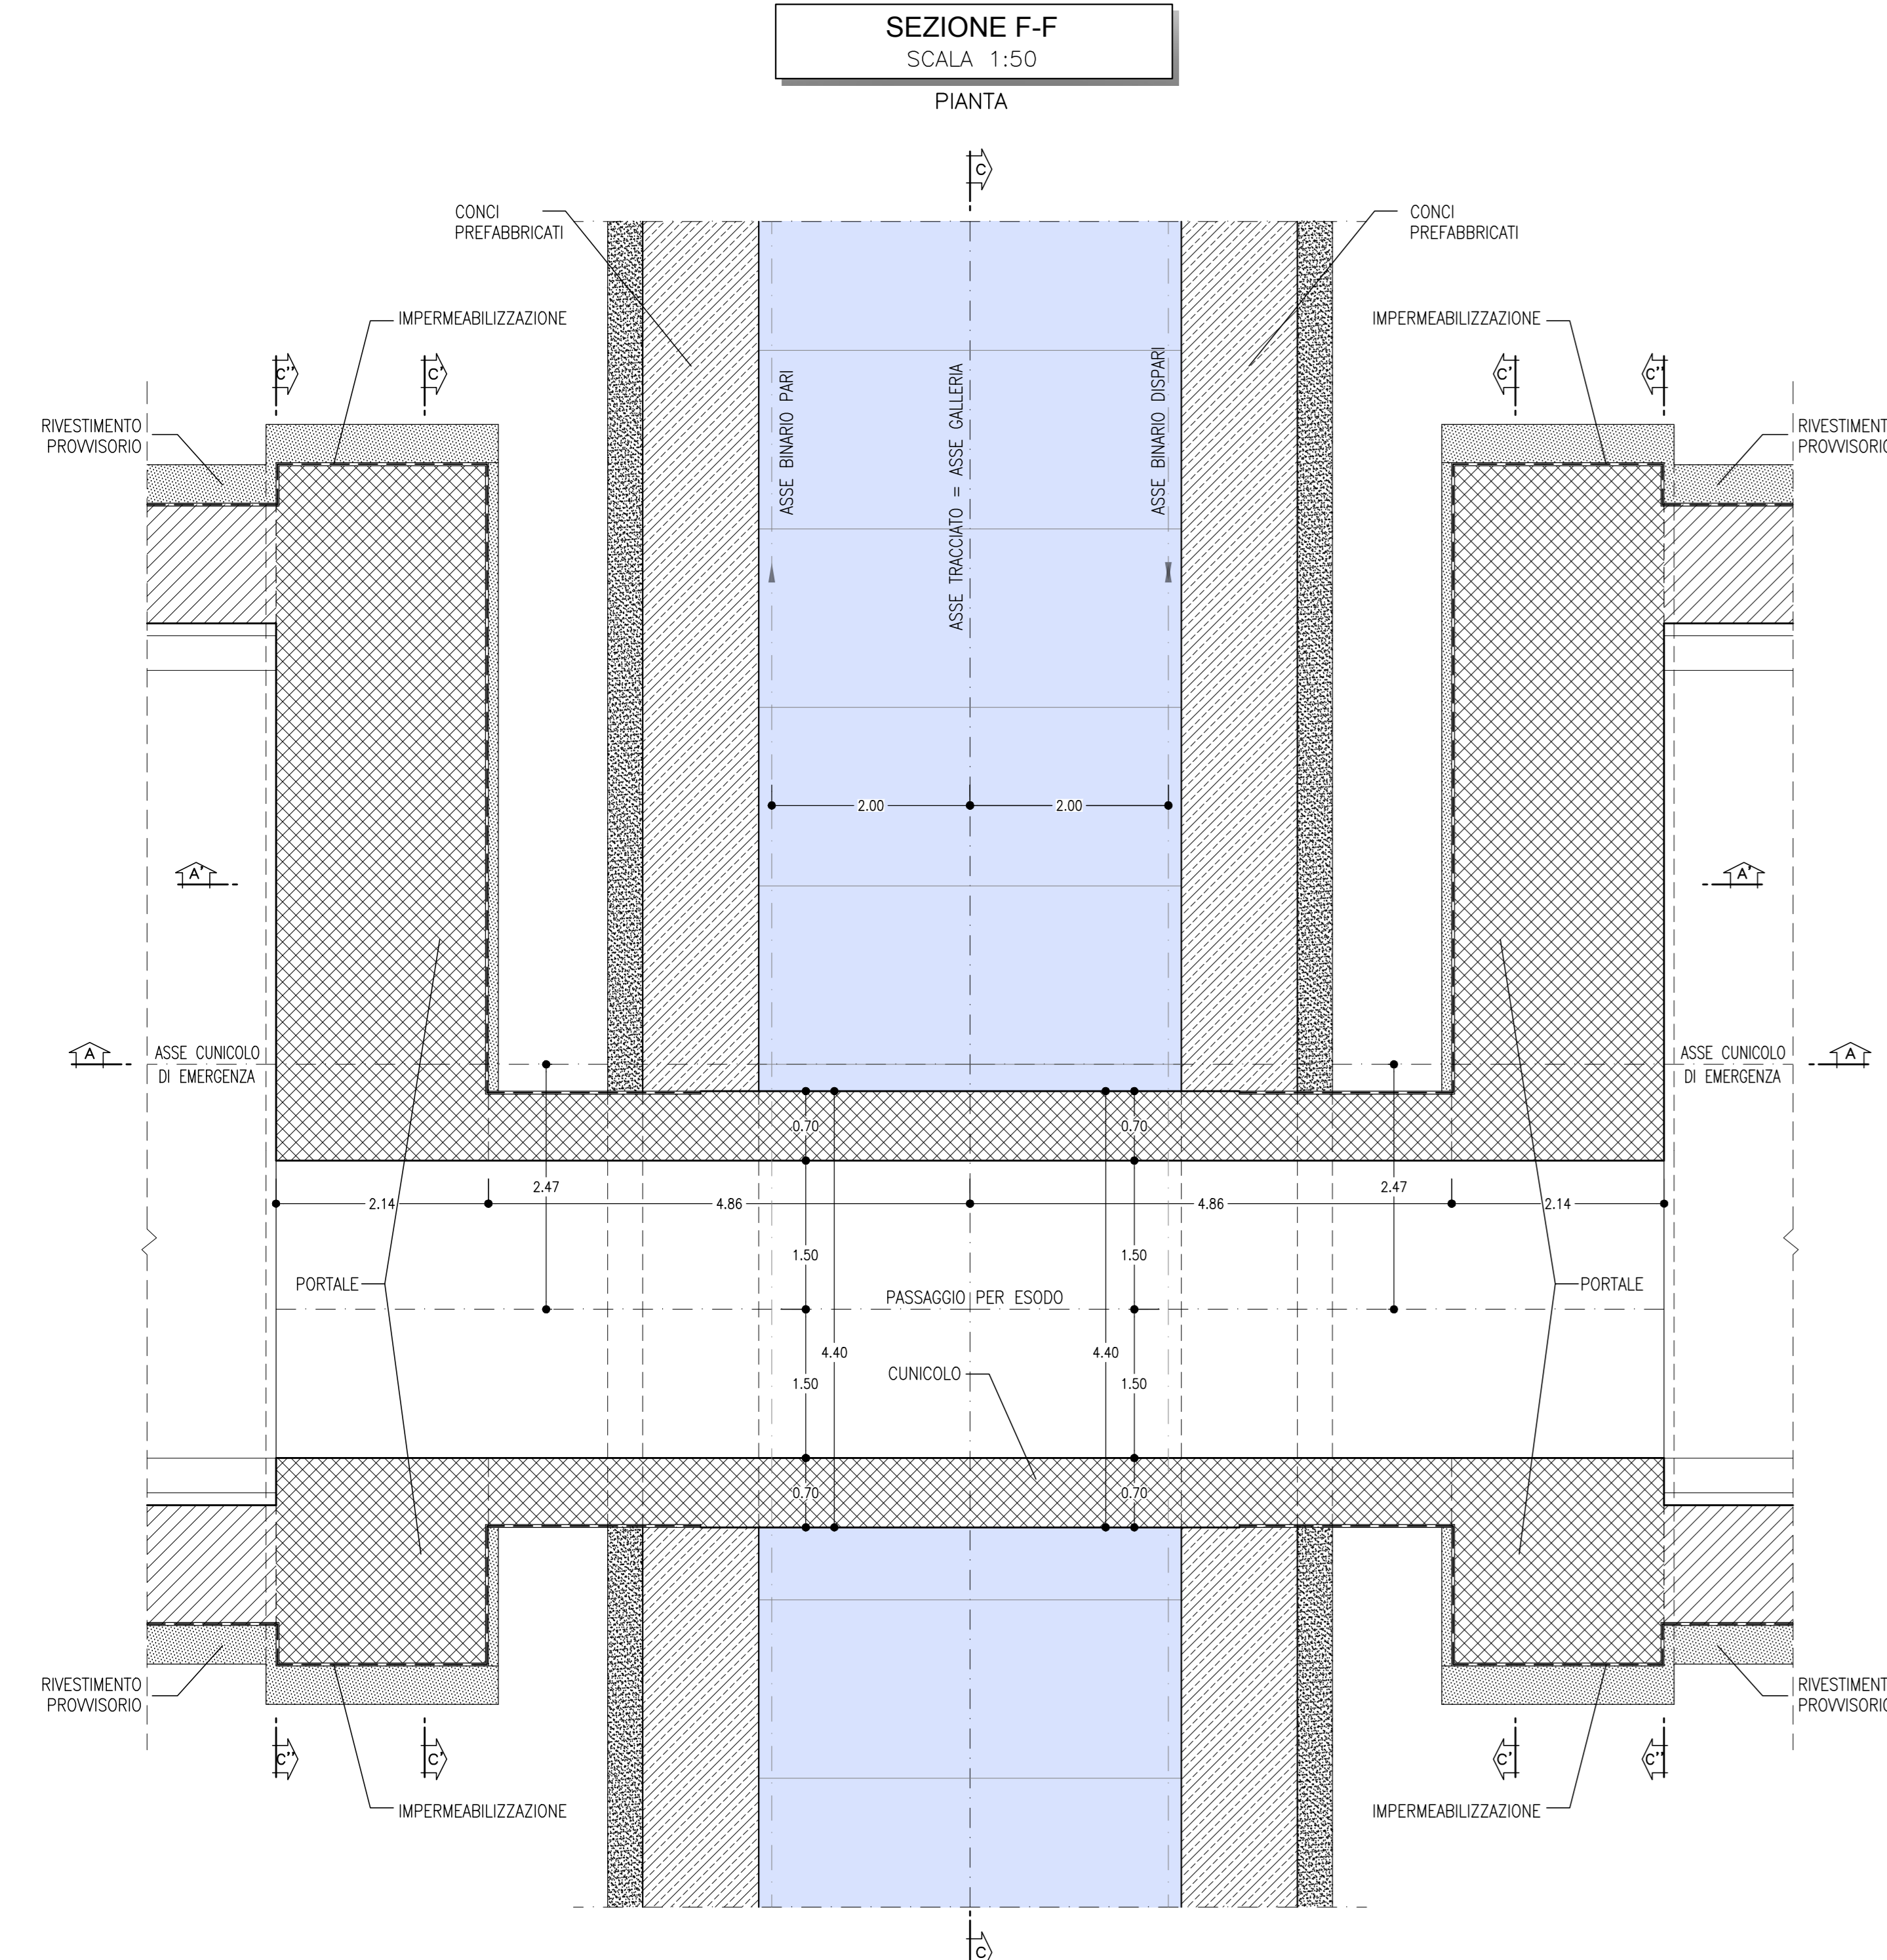 SEZIONE F-F
SCALA 1:50
PIANTA
C
CONCI
PREFABBRICATI
CONCI
PREFABBRICATI
IMPERMEABILIZZAZIONE
IMPERMEABILIZZAZIONE
C''
C'
C'
C''
RIVESTIMENTO
PROVVISORIO
RIVESTIMENT
PROVVISORIO
ASSE BINARIO PARI
ASSE TRACCIATO = ASSE GALLERIA
ASSE BINARIO DISPARI
2.00
2.00
A'
A'
A
ASSE CUNICOLO
DI EMERGENZA
ASSE CUNICOLO
DI EMERGENZA
A
0.70
0.70
2.47
2.47
2.14
4.86
4.86
2.14
1.50
1.50
PORTALE
PASSAGGIO PER ESODO
PORTALE
4.40
4.40
CUNICOLO
1.50
1.50
0.70
0.70
RIVESTIMENTO
PROVVISORIO
RIVESTIMENT
PROVVISORIO
C''
C'
C'
C''
IMPERMEABILIZZAZIONE
IMPERMEABILIZZAZIONE
C